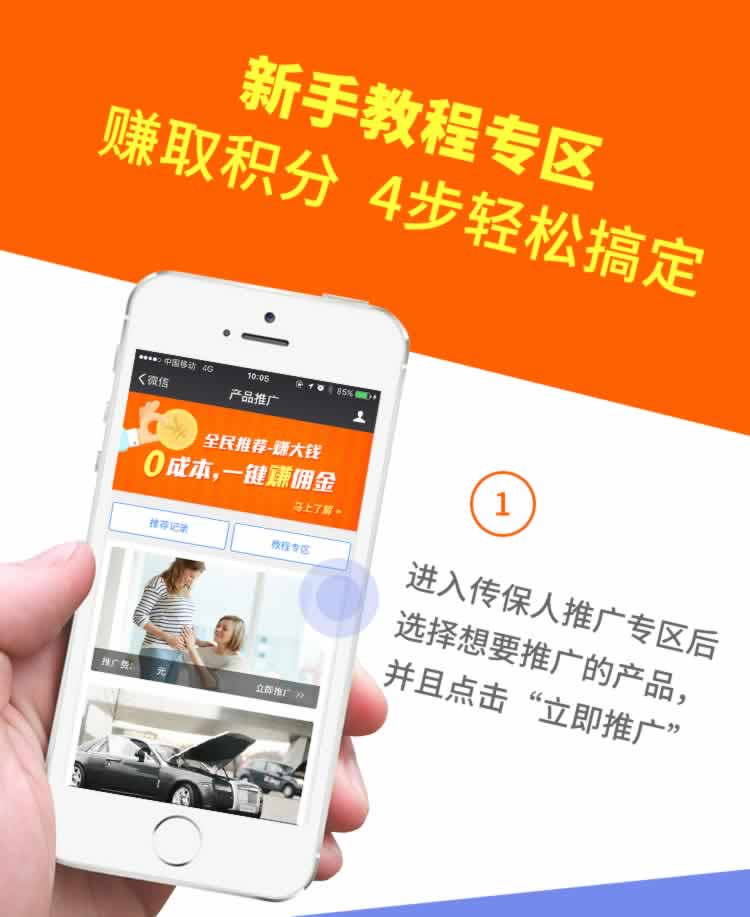 新手教程专区
赚取积分 4步轻松搞定
中国移动 4G 10:05 85%
微信
产品推广
全民推荐-赚大钱
0成本,一键赚佣金
马上了解 »
推荐记录
教程专区
推广费: 元
立即推广 >>
1
进入传保人推广专区后
选择想要推广的产品，
并且点击“立即推广”